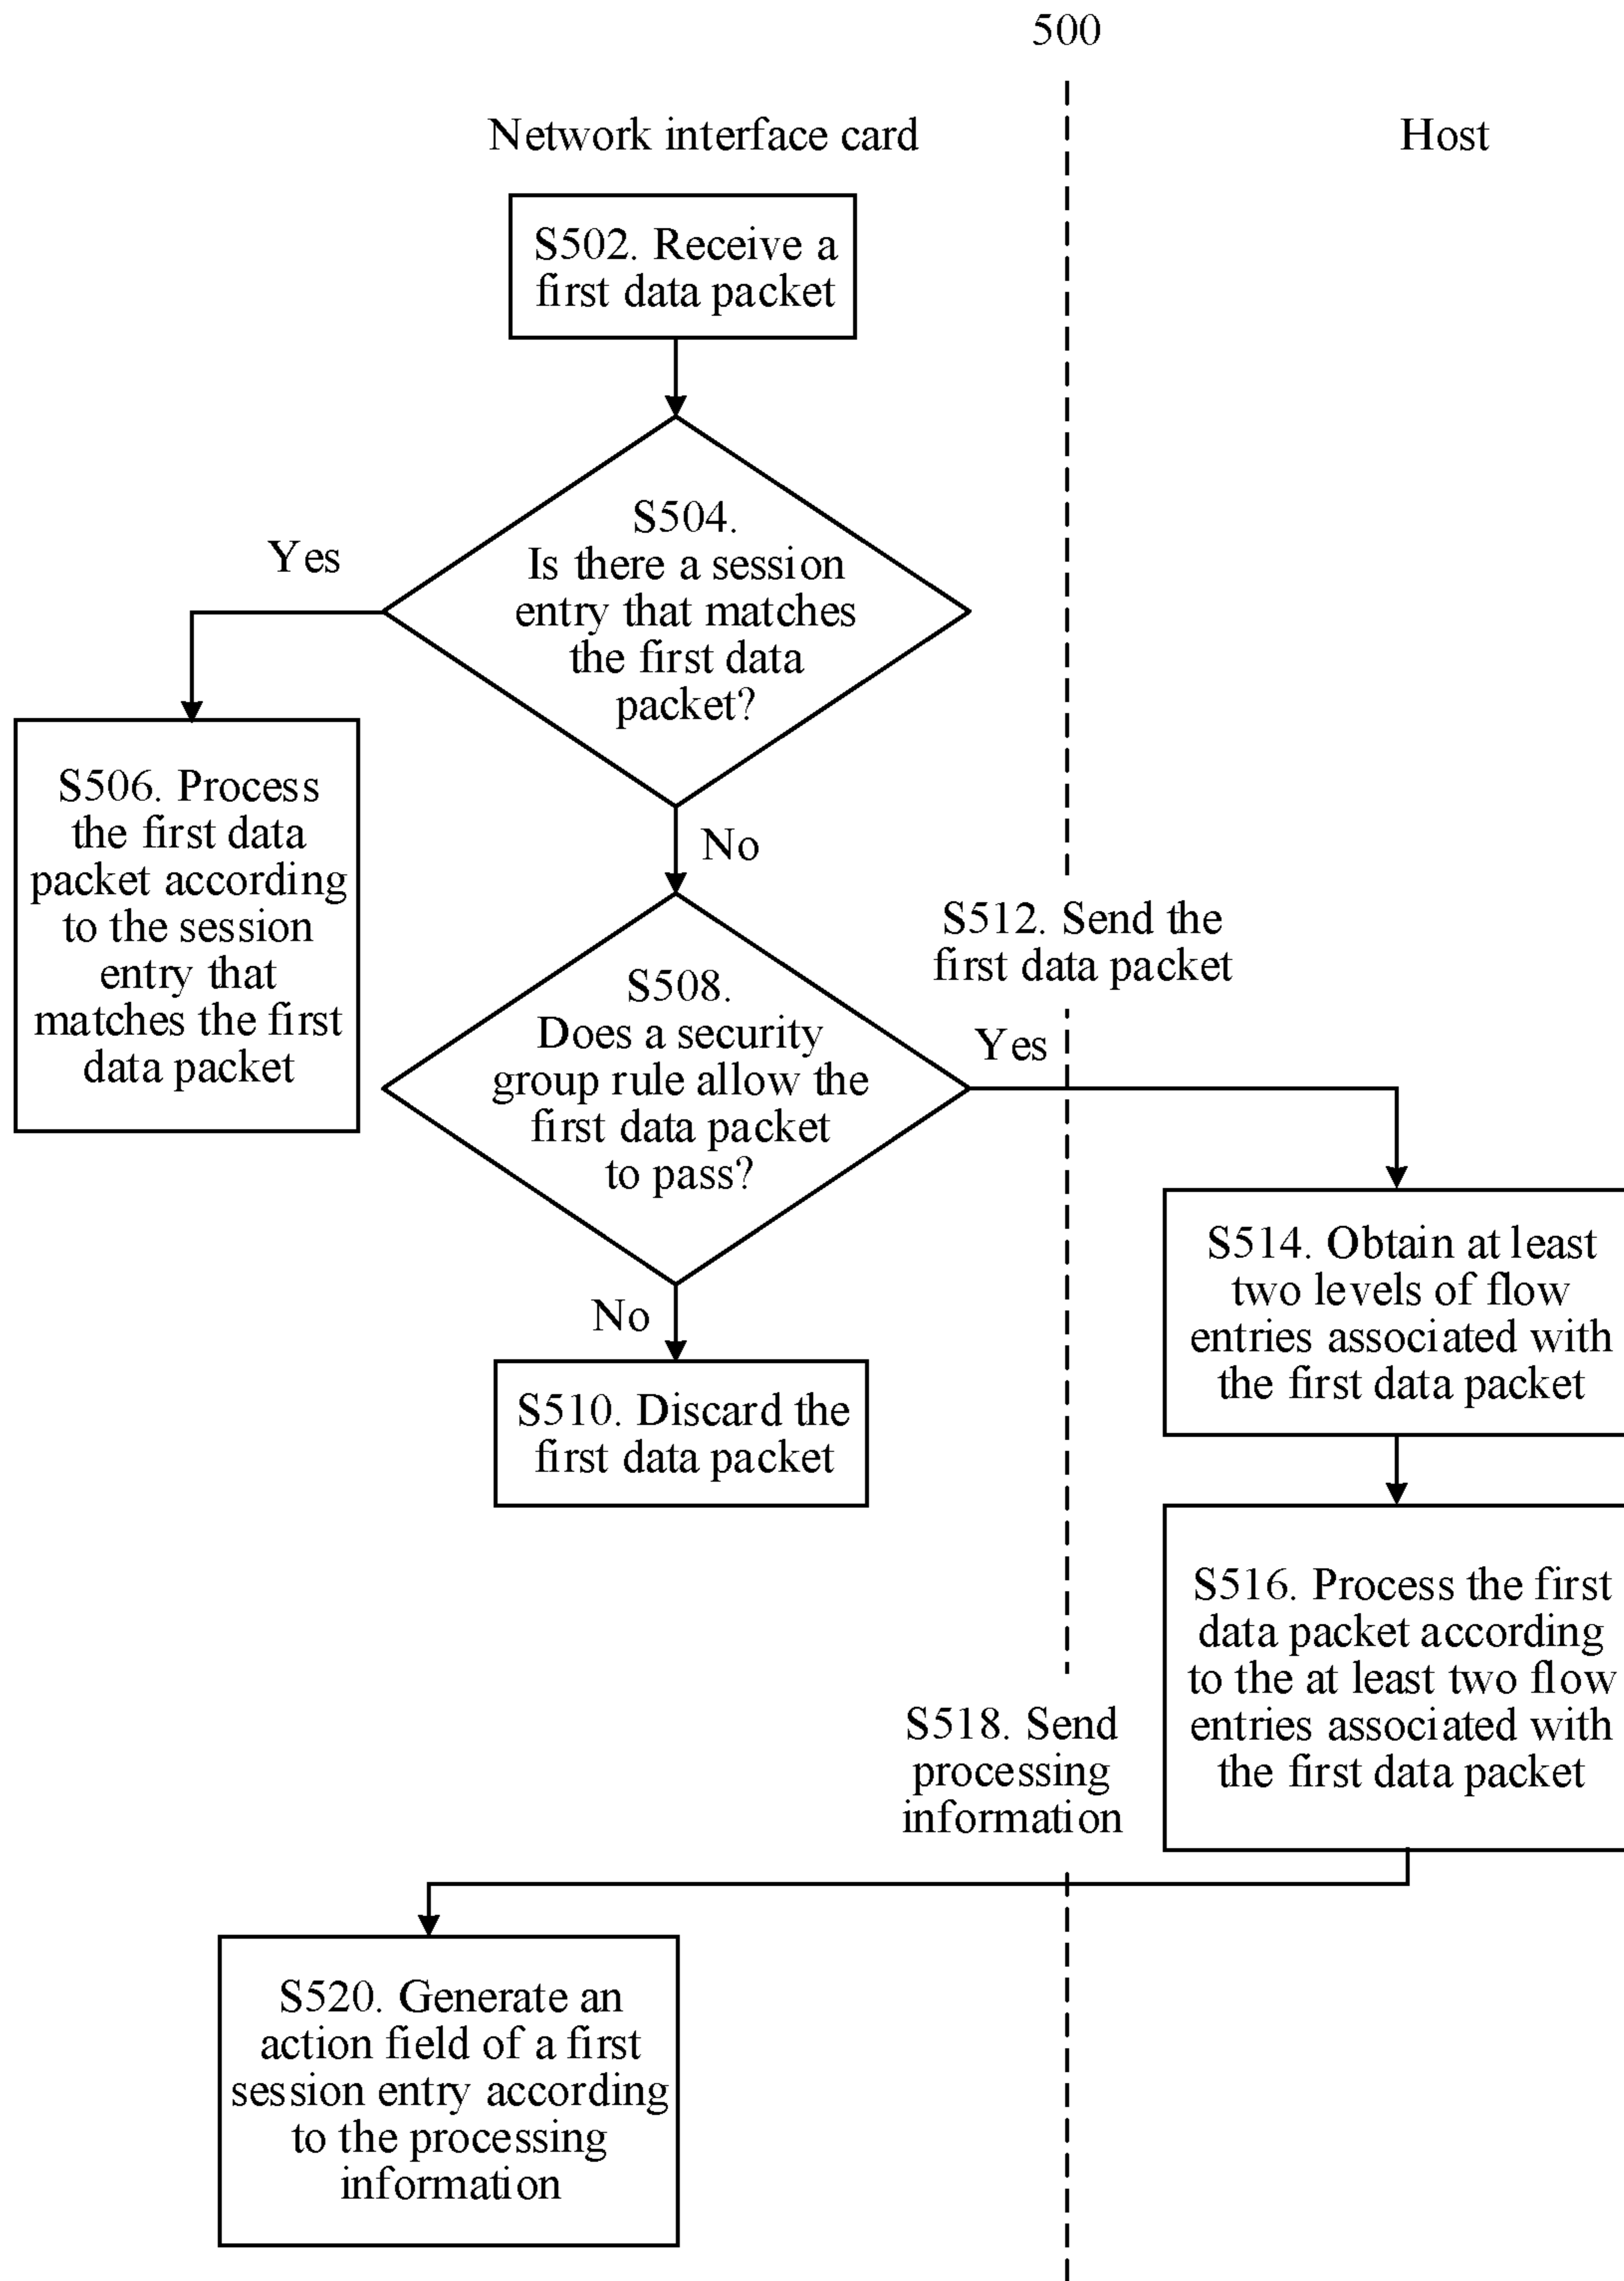 500
Network interface card
Host
S502. Receive a
first data packet
S504.
Is there a session
entry that matches
the first data
packet?
Yes
S506. Process
the first data
packet according
to the session
entry that
matches the first
data packet
No
S508.
Does a security
group rule allow the
first data packet
to pass?
S512. Send the
first data packet
Yes
No
S510. Discard the
first data packet
S514. Obtain at least
two levels of flow
entries associated with
the first data packet
S516. Process the first
data packet according
to the at least two flow
entries associated with
the first data packet
S518. Send
processing
information
S520. Generate an
action field of a first
session entry according
to the processing
information